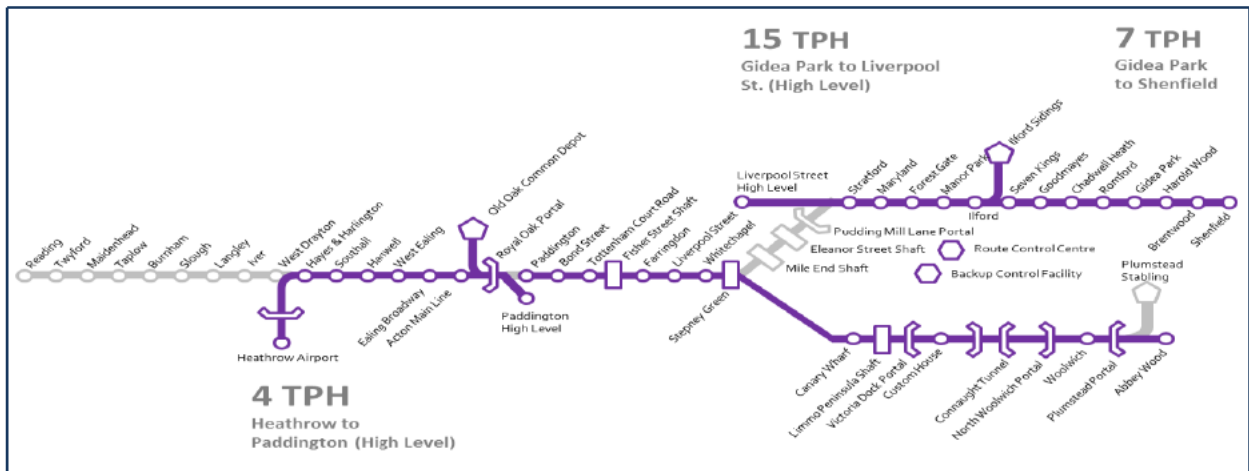 15 TPH
Gidea Park to Liverpool
St. (High Level)
7 TPH
Gidea Park
to Shenfield
Reading
Twyford
Maidenhead
Taplow
Burnham
Slough
Langley
Iver
West Drayton
Hayes & Harlington
Southall
Hanwell
West Ealing
Ealing Broadway
Acton Main Line
Old Oak Common Depot
Royal Oak Portal
Paddington
Bond Street
Tottenham Court Road
Fisher Street Shaft
Farringdon
Liverpool Street
Whitechapel
Stepney Green
Paddington
High Level
Heathrow Airport
4 TPH
Heathrow to
Paddington (High Level)
Liverpool Street
High Level
Stratford
Maryland
Forest Gate
Manor Park
Ilford
Ilford Sidings
Seven Kings
Goodmayes
Chadwell Heath
Romford
Gidea Park
Harold Wood
Brentwood
Shenfield
Pudding Mill Lane Portal
Eleanor Street Shaft
Mile End Shaft
Route Control Centre
Backup Control Facility
Plumstead
Stabling
Canary Wharf
Limmo Peninsula Shaft
Victoria Dock Portal
Custom House
Connaught Tunnel
North Woolwich Portal
Woolwich
Plumstead Portal
Abbey Wood